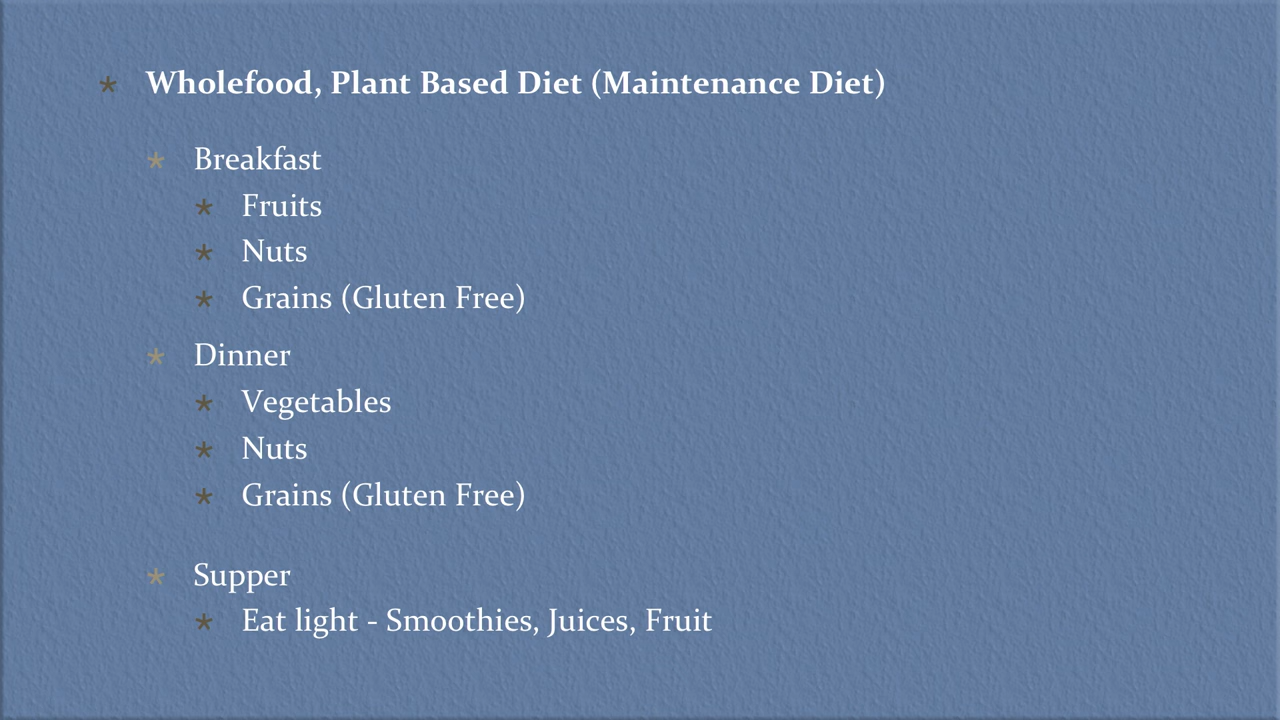 * Wholefood, Plant Based Diet (Maintenance Diet)
* Breakfast
* Fruits
* Nuts
* Grains (Gluten Free)
* Dinner
* Vegetables
* Nuts
* Grains (Gluten Free)
* Supper
* Eat light - Smoothies, Juices, Fruit